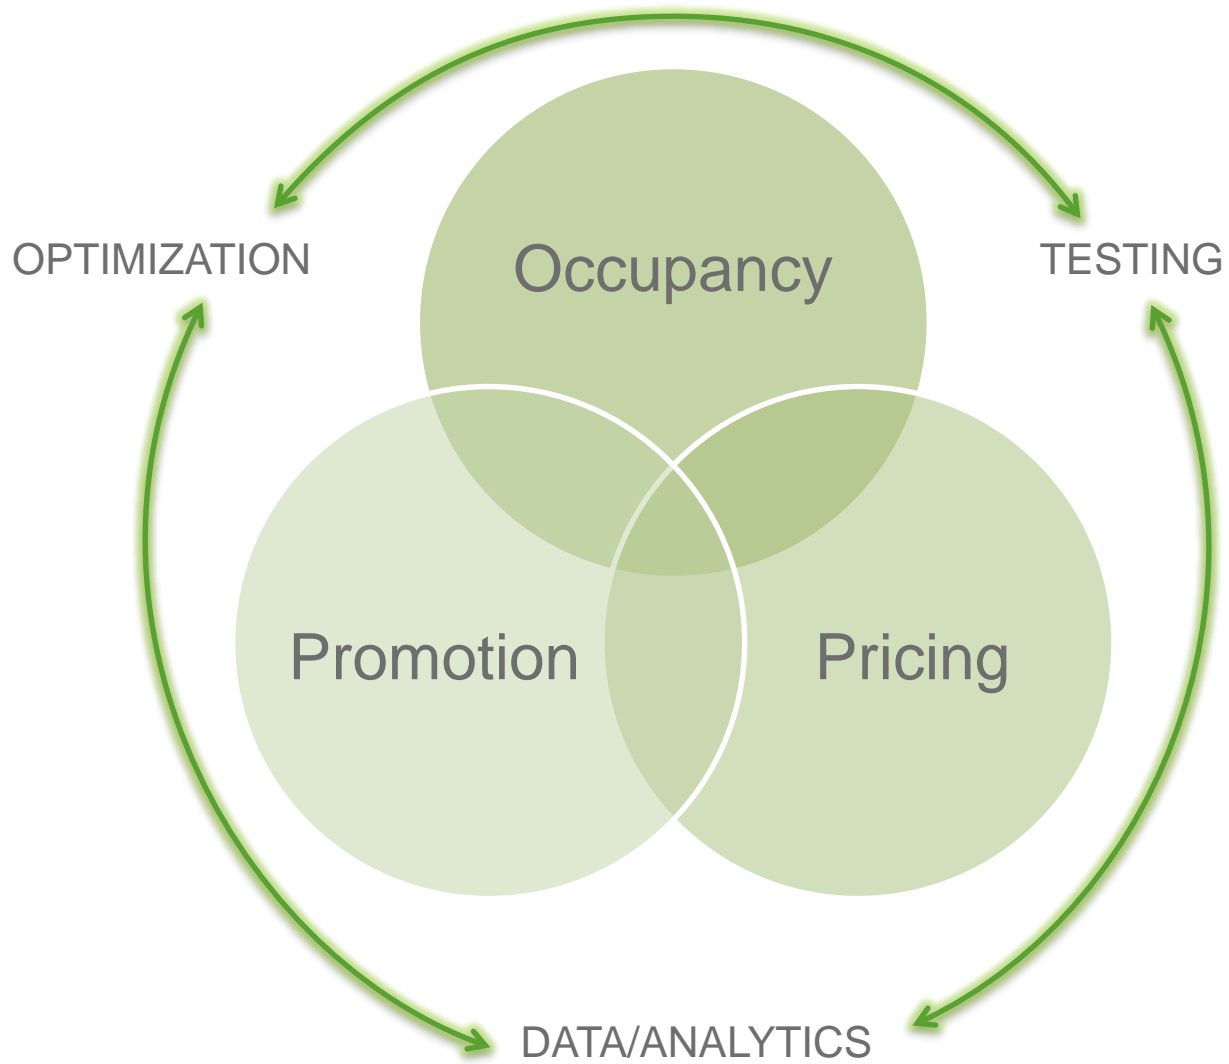 OPTIMIZATION
TESTING
Occupancy
Promotion
Pricing
DATA/ANALYTICS